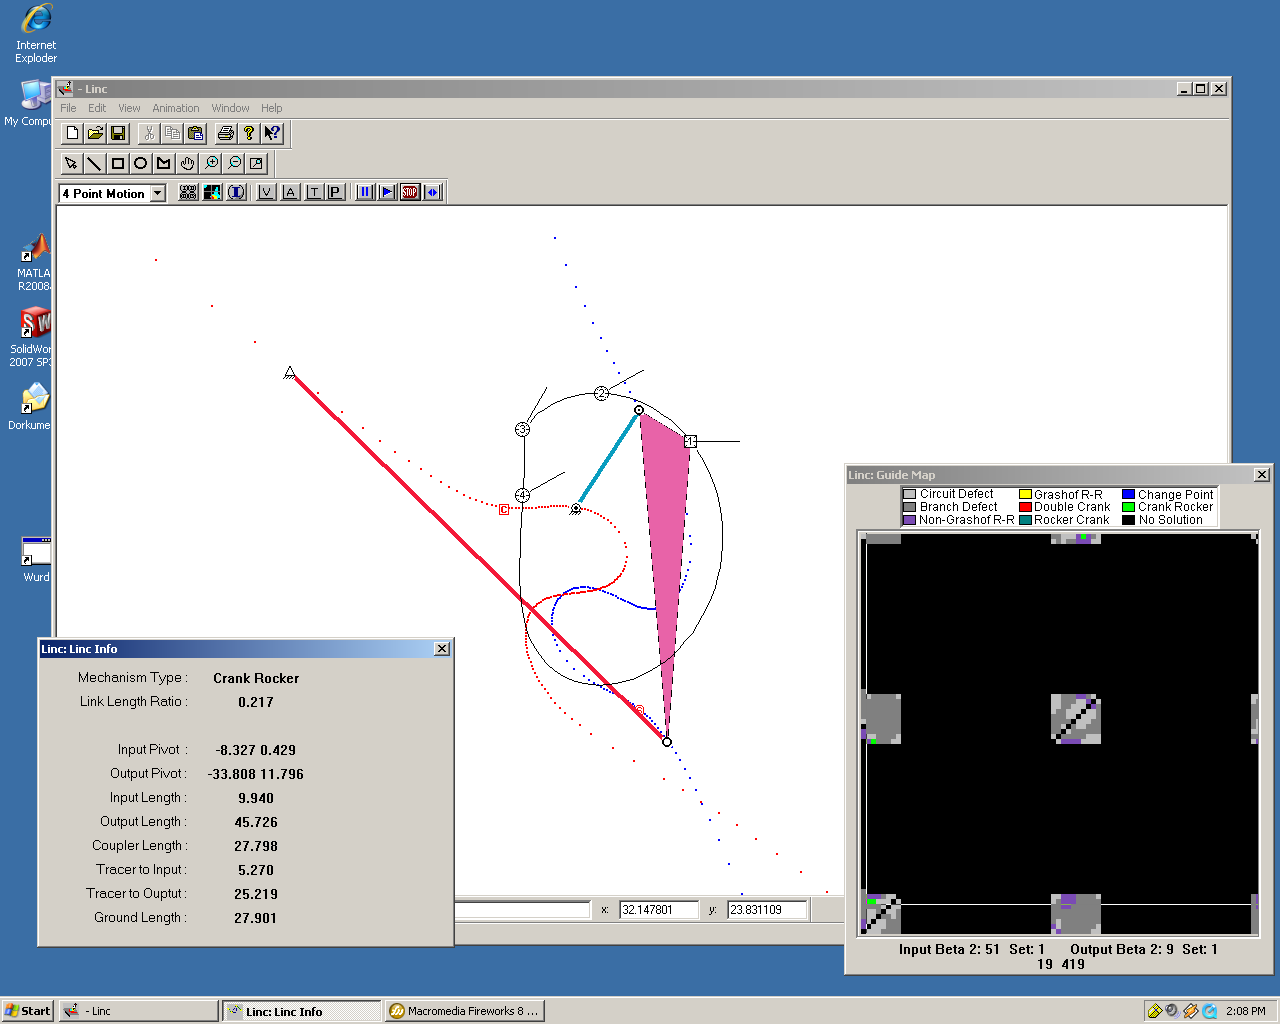 Internet
Exploder
My Compu
MATLA
R2008
SolidWor
2007 SP
Dorkume
Wurd
- Linc
File Edit View Animation Window Help
4 Point Motion
V A T P STOP
2
3
1
4
C
x: 32.147801 y: 23.831109
Linc: Linc Info
Mechanism Type : Crank Rocker
Link Length Ratio : 0.217
Input Pivot : -8.327 0.429
Output Pivot : -33.808 11.796
Input Length : 9.940
Output Length : 45.726
Coupler Length : 27.798
Tracer to Input : 5.270
Tracer to Ouptut : 25.219
Ground Length : 27.901
Linc: Guide Map
Circuit Defect Grashof R-R Change Point
Branch Defect Double Crank Crank Rocker
Non-Grashof R-R Rocker Crank No Solution
Input Beta 2: 51 Set: 1 Output Beta 2: 9 Set: 1
19 419
Start - Linc Linc: Linc Info Macromedia Fireworks 8 ... 2:08 PM